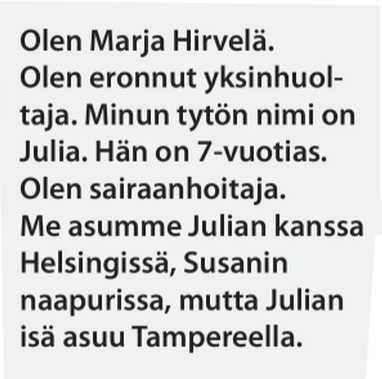 Olen Marja Hirvelä.
Olen eronnut yksinhuol-
taja. Minun tytön nimi on
Julia. Hän on 7-vuotias.
Olen sairaanhoitaja.
Me asumme Julian kanssa
Helsingissä, Susanin
naapurissa, mutta Julian
isä asuu Tampereella.